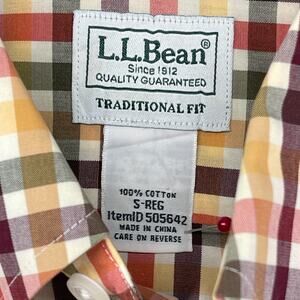 L.L.Bean®
Since 1912
QUALITY GUARANTEED
TRADITIONAL FIT
100% COTTON
S-REG
ItemID 505642
MADE IN CHINA
CARE ON REVERSE